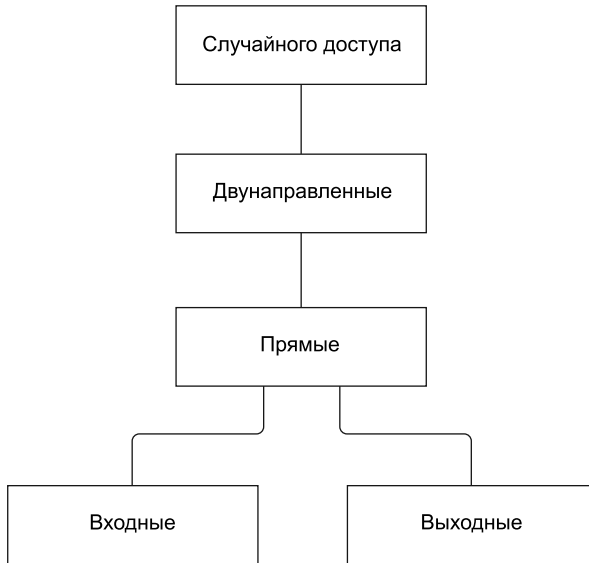 Случайного доступа
Двунаправленные
Прямые
Входные
Выходные